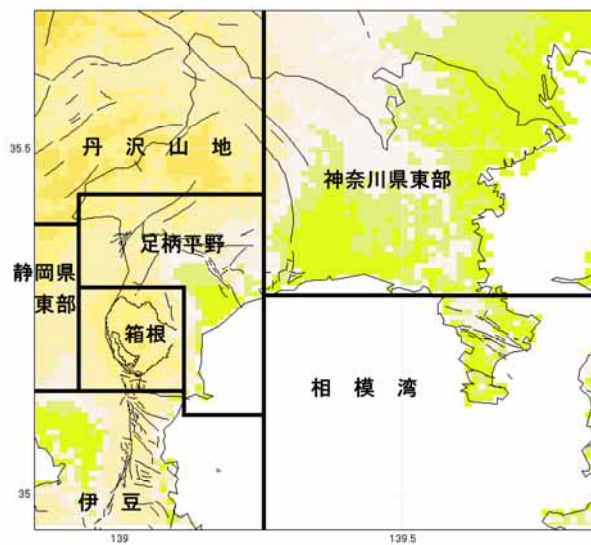 35.5
丹沢山地
神奈川県東部
足柄平野
静岡県
東部
箱根
相模湾
35
伊豆
139
139.5